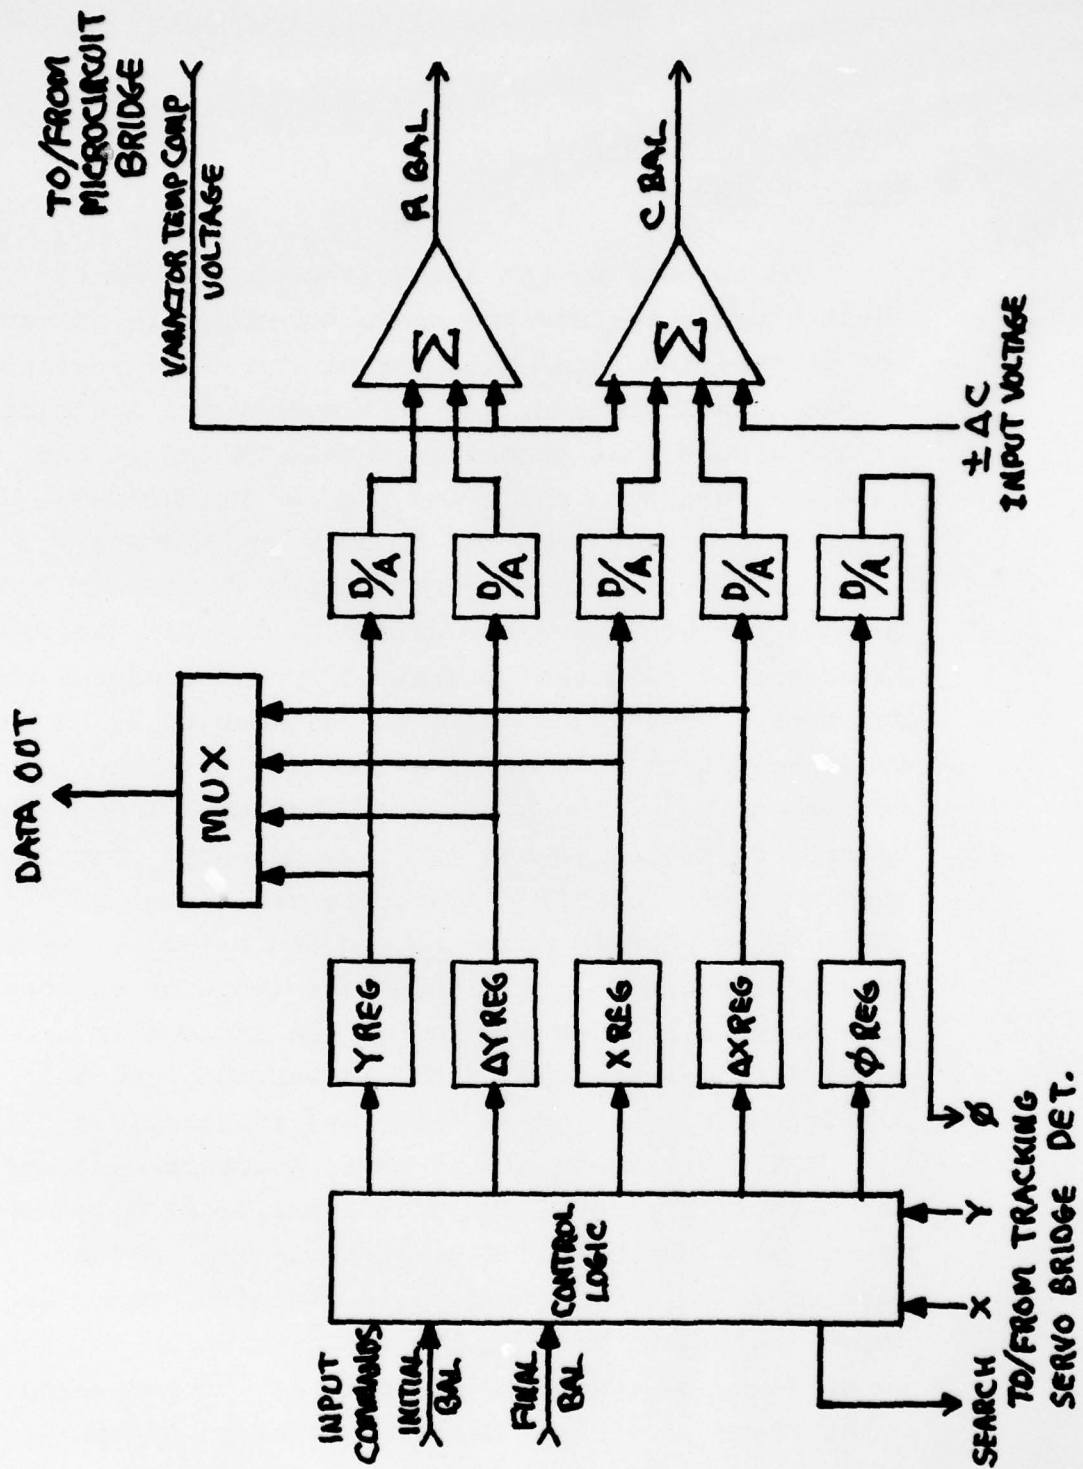 DATA OUT
TO/FROM
MICROCIRCUIT
BRIDGE
MUX
VARACTOR TEMP COMP
VOLTAGE
INPUT
COMMANDS
INITIAL
BAL
FINAL
BAL
CONTROL
LOGIC
Y REG
D/A
Σ
R BAL
ΔY REG
D/A
X REG
D/A
Σ
C BAL
ΔX REG
D/A
φ REG
D/A
± ΔC
INPUT VOLTAGE
SEARCH
X
Y
φ
TO/FROM TRACKING
SERVO BRIDGE DET.